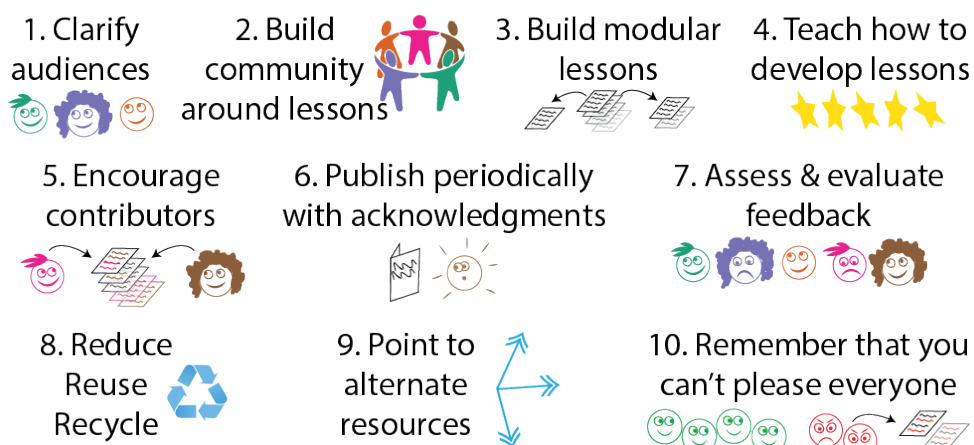 1. Clarify
audiences
2. Build
community
around lessons
3. Build modular
lessons
4. Teach how to
develop lessons
5. Encourage
contributors
6. Publish periodically
with acknowledgments
7. Assess & evaluate
feedback
8. Reduce
Reuse
Recycle
9. Point to
alternate
resources
10. Remember that you
can't please everyone